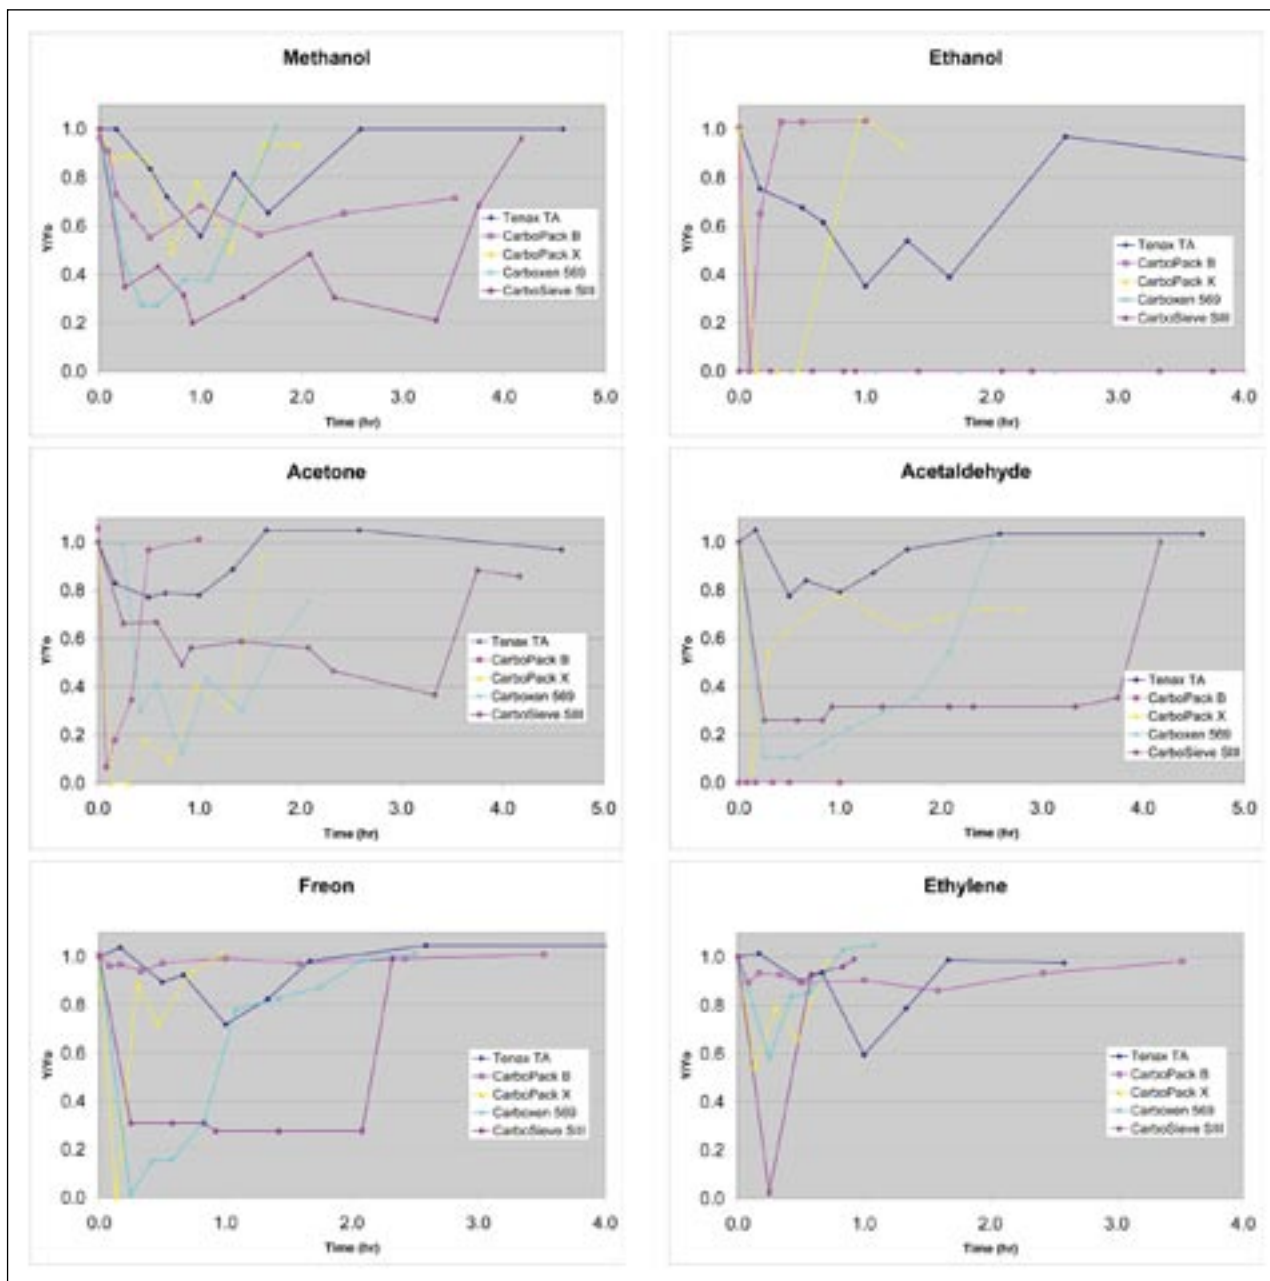 Methanol
Y/Yo
1.0
0.8
0.6
0.4
0.2
0.0
0.0 1.0 2.0 3.0 4.0 5.0
Time (hr)
Tenax TA
CarboPack B
CarboPack X
Carboxen 569
CarboSieve SIII
Ethanol
Y/Yo
1.0
0.8
0.6
0.4
0.2
0.0
0.0 1.0 2.0 3.0 4.0
Time (hr)
Tenax TA
CarboPack B
CarboPack X
Carboxen 569
CarboSieve SIII
Acetone
Y/Yo
1.0
0.8
0.6
0.4
0.2
0.0
0.0 1.0 2.0 3.0 4.0 5.0
Time (hr)
Tenax TA
CarboPack B
CarboPack X
Carboxen 569
CarboSieve SIII
Acetaldehyde
Y/Yo
1.0
0.8
0.6
0.4
0.2
0.0
0.0 1.0 2.0 3.0 4.0 5.0
Time (hr)
Tenax TA
CarboPack B
CarboPack X
Carboxen 569
CarboSieve SIII
Freon
Y/Yo
1.0
0.8
0.6
0.4
0.2
0.0
0.0 1.0 2.0 3.0 4.0
Time (hr)
Tenax TA
CarboPack B
CarboPack X
Carboxen 569
CarboSieve SIII
Ethylene
Y/Yo
1.0
0.8
0.6
0.4
0.2
0.0
0.0 1.0 2.0 3.0 4.0
Time (hr)
Tenax TA
CarboPack B
CarboPack X
Carboxen 569
CarboSieve SIII